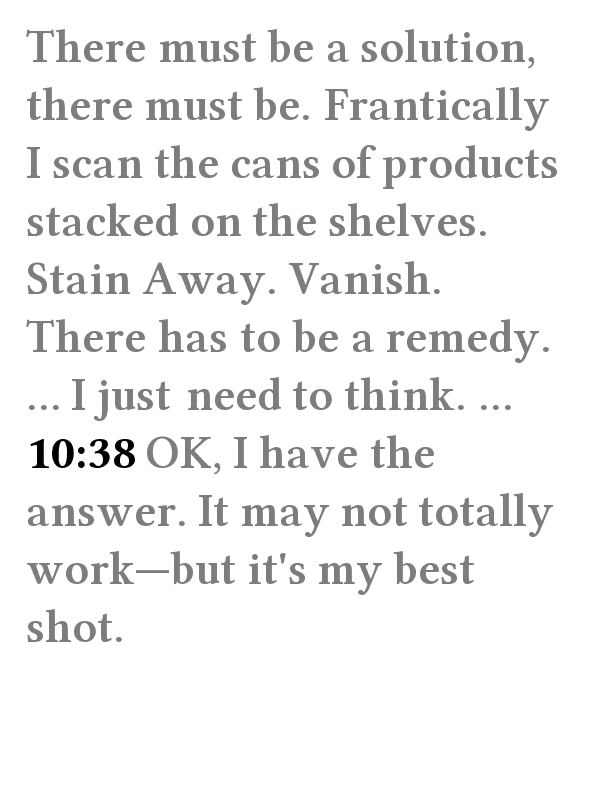 There must be a solution,
there must be. Frantically
I scan the cans of products
stacked on the shelves.
Stain Away. Vanish.
There has to be a remedy.
... I just need to think. ...
10:38 OK, I have the
answer. It may not totally
work—but it's my best
shot.